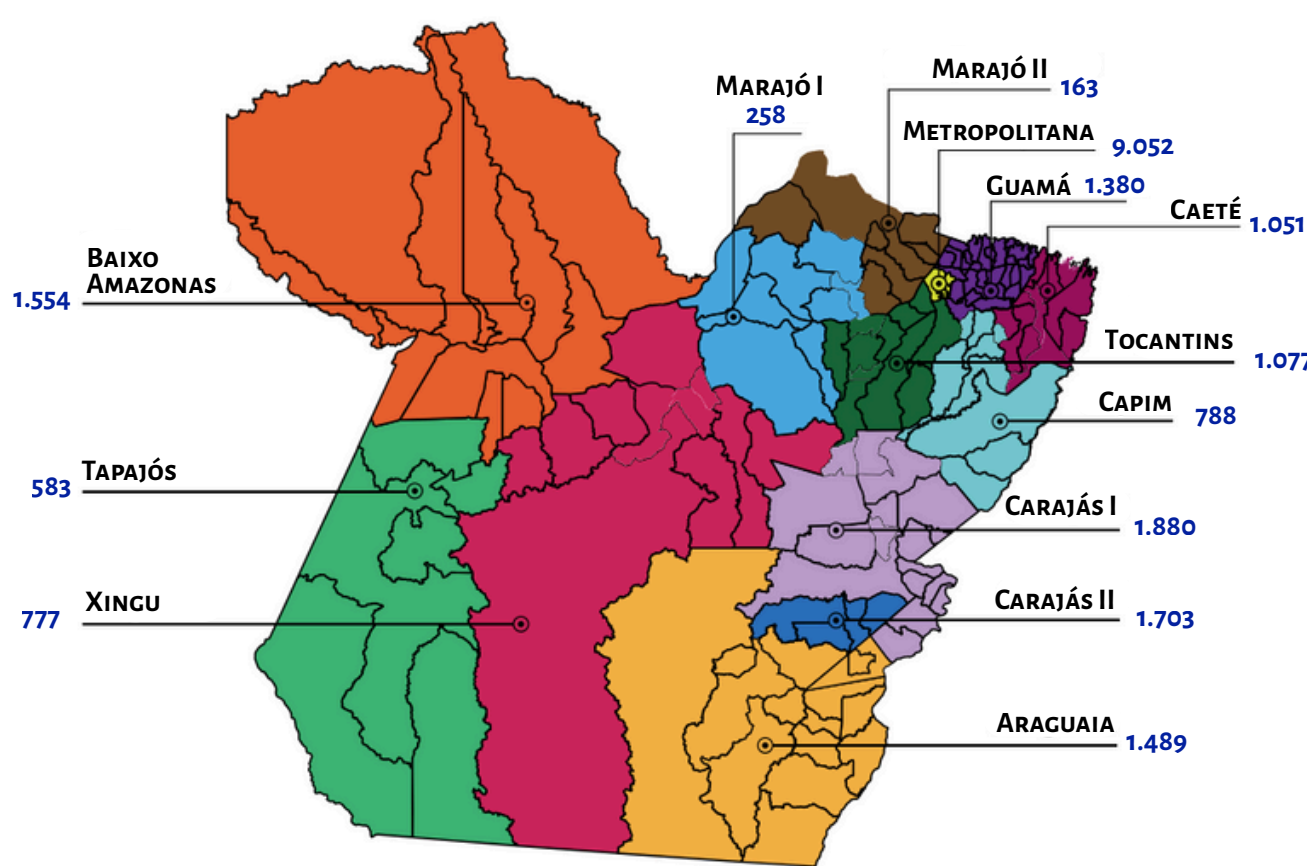 Marajó I
258
Marajó II
163
Metropolitana
9.052
Guamá 1.380
Caeté
1.051
Baixo
Amazonas
1.554
Tocantins
1.077
Capim
788
Tapajós
583
Carajás I
1.880
Xingu
777
Carajás II
1.703
Araguaia
1.489